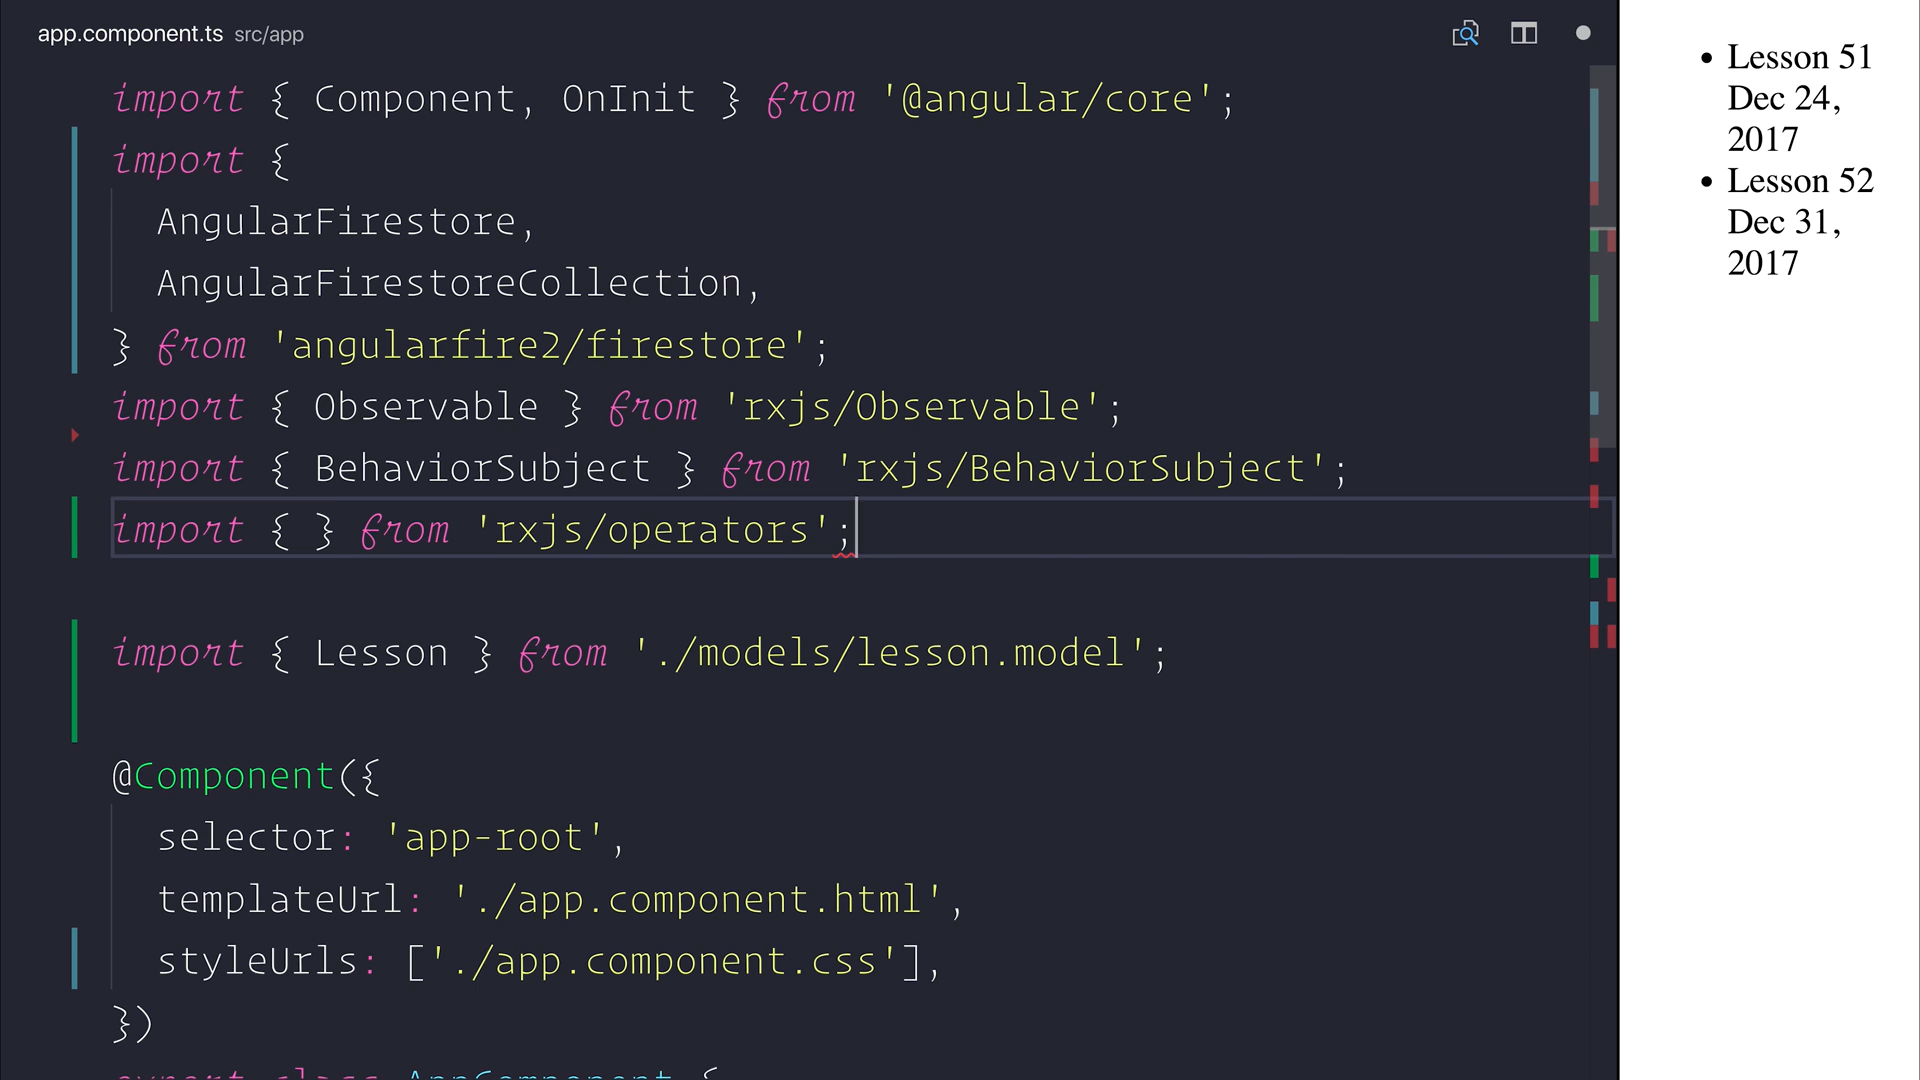 app.component.ts src/app
import { Component, OnInit } from '@angular/core';
import {
  AngularFirestore,
  AngularFirestoreCollection,
} from 'angularfire2/firestore';
import { Observable } from 'rxjs/Observable';
import { BehaviorSubject } from 'rxjs/BehaviorSubject';
import { } from 'rxjs/operators';
import { Lesson } from './models/lesson.model';
@Component({
  selector: 'app-root',
  templateUrl: './app.component.html',
  styleUrls: ['./app.component.css'],
})
export class AppComponent {
• Lesson 51
Dec 24,
2017
• Lesson 52
Dec 31,
2017